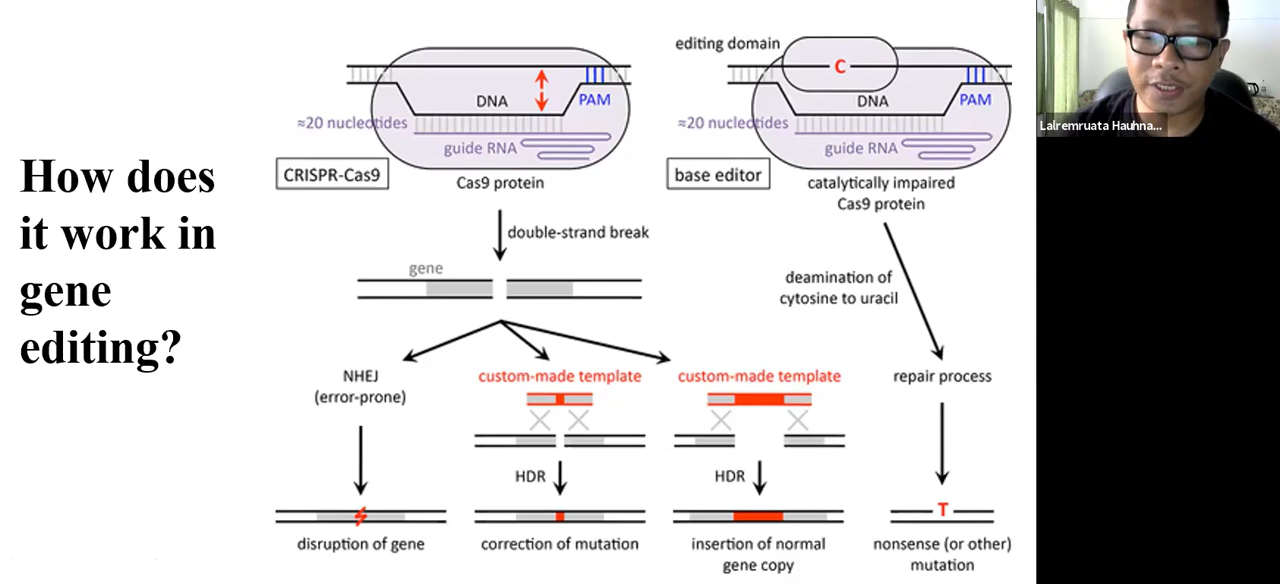 How does
it work in
gene
editing?
DNA
PAM
≈20 nucleotides
guide RNA
CRISPR-Cas9
Cas9 protein
double-strand break
gene
NHEJ
(error-prone)
disruption of gene
custom-made template
HDR
correction of mutation
custom-made template
HDR
insertion of normal
gene copy
editing domain
C
DNA
PAM
≈20 nucleotides
guide RNA
base editor
catalytically impaired
Cas9 protein
deamination of
cytosine to uracil
repair process
T
nonsense (or other)
mutation
Lalremruata Hauhna...